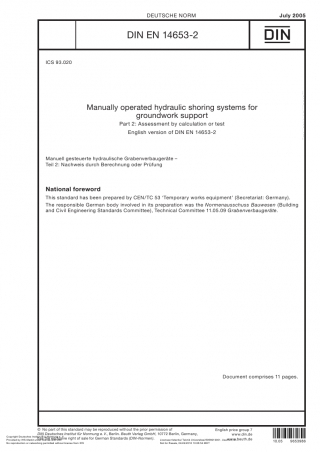 DEUTSCHE NORM
July 2005
DIN EN 14653-2
DIN
ICS 93.020
Manually operated hydraulic shoring systems for
groundwork support
Part 2: Assessment by calculation or test
English version of DIN EN 14653-2
Manuell gesteuerte hydraulische Grabenverbaugeräte –
Teil 2: Nachweis durch Berechnung oder Prüfung
National foreword
This standard has been prepared by CEN/TC 53 'Temporary works equipment' (Secretariat: Germany).
The responsible German body involved in its preparation was the Normenausschuss Bauwesen (Building
and Civil Engineering Standards Committee), Technical Committee 11.05.09 Grabenverbaugeräte.
Document comprises 11 pages.
No part of this standard may be reproduced without the prior permission of
DIN Deutsches Institut für Normung e. V., Berlin. Beuth Verlag GmbH, 10772 Berlin, Germany,
right of sale for German Standards (DIN-Normen).
English price group 7
www.din.de
www.beuth.de